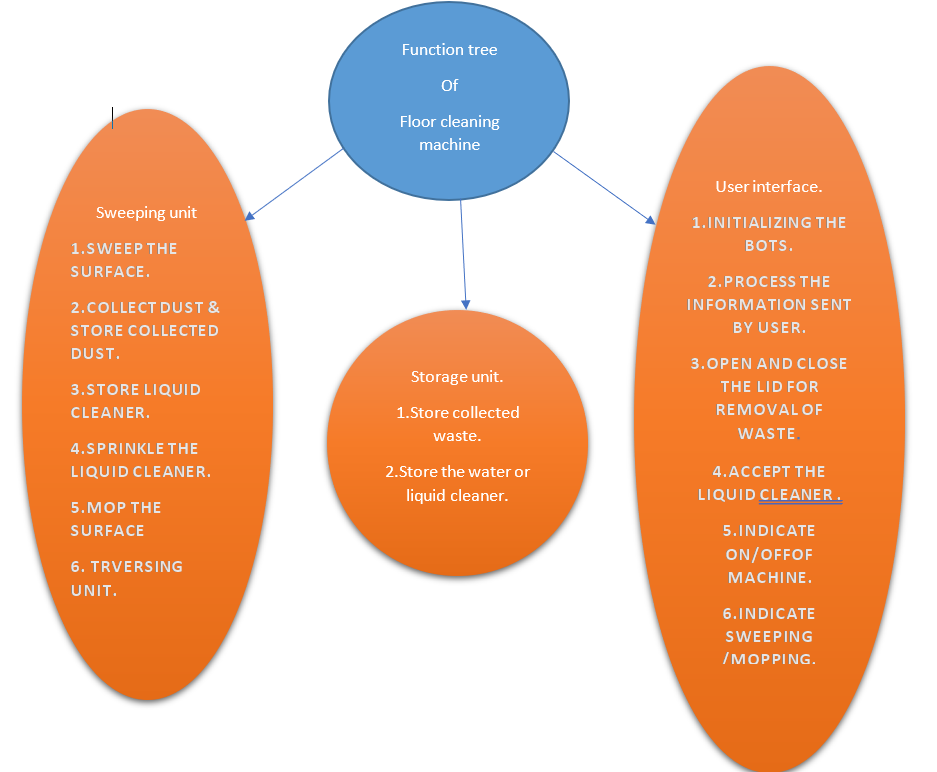 Function tree
Of
Floor cleaning
machine
Sweeping unit
1.SWEEP THE
SURFACE.
2.COLLECT DUST &
STORE COLLECTED
DUST.
3.STORE LIQUID
CLEANER.
4.SPRINKLE THE
LIQUID CLEANER.
5.MOP THE
SURFACE
6. TRVERSING
UNIT.
Storage unit.
1.Store collected
waste.
2.Store the water or
liquid cleaner.
User interface.
1.INITIALIZING THE
BOTS.
2.PROCESS THE
INFORMATION SENT
BY USER.
3.OPEN AND CLOSE
THE LID FOR
REMOVAL OF
WASTE.
4.ACCEPT THE
LIQUID CLEANER .
5.INDICATE
ON/OFFOF
MACHINE.
6.INDICATE
SWEEPING
/MOPPING.